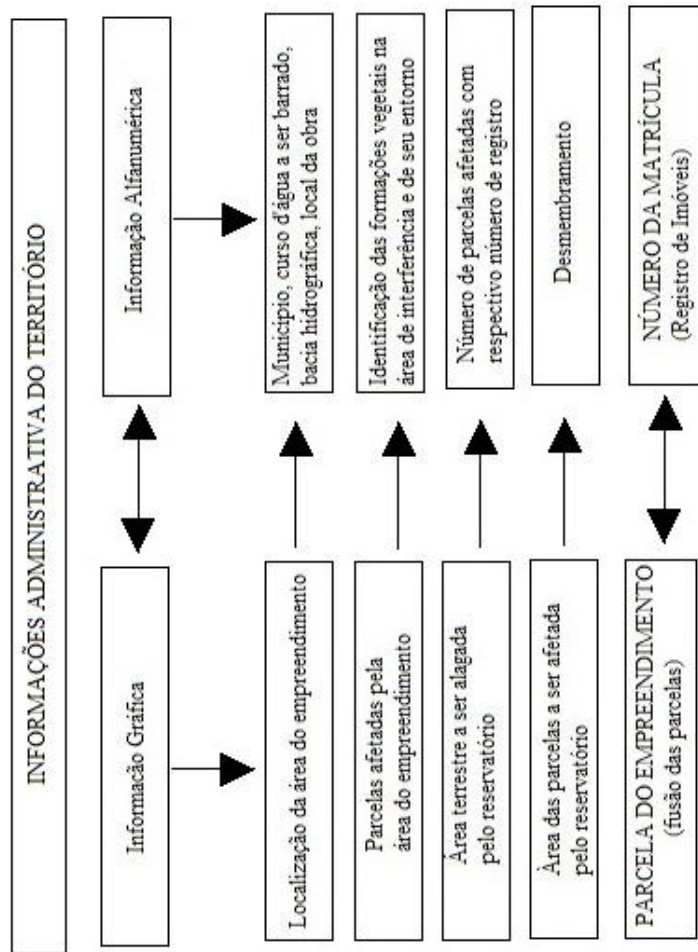 INFORMAÇÕES ADMINISTRATIVA DO TERRITÓRIO
Informacão Gráfica
Informação Alfanumérica
Localização da área do empreendimento
Município, curso d'água a ser barrado,
bacia hidrográfica, local da obra
Parcelas afetadas pela
área do empreendimento
Identificação das formações vegetais na
área de interferência e de seu entorno
Área terrestre a ser alagada
pelo reservatório
Número de parcelas afetadas com
respectivo número de registro
Àrea das parcelas a ser afetada
pelo reservatório
Desmembramento
PARCELA DO EMPREENDIMENTO
(fusão das parcelas)
NÚMERO DA MATRÍCULA
(Registro de Imóveis)